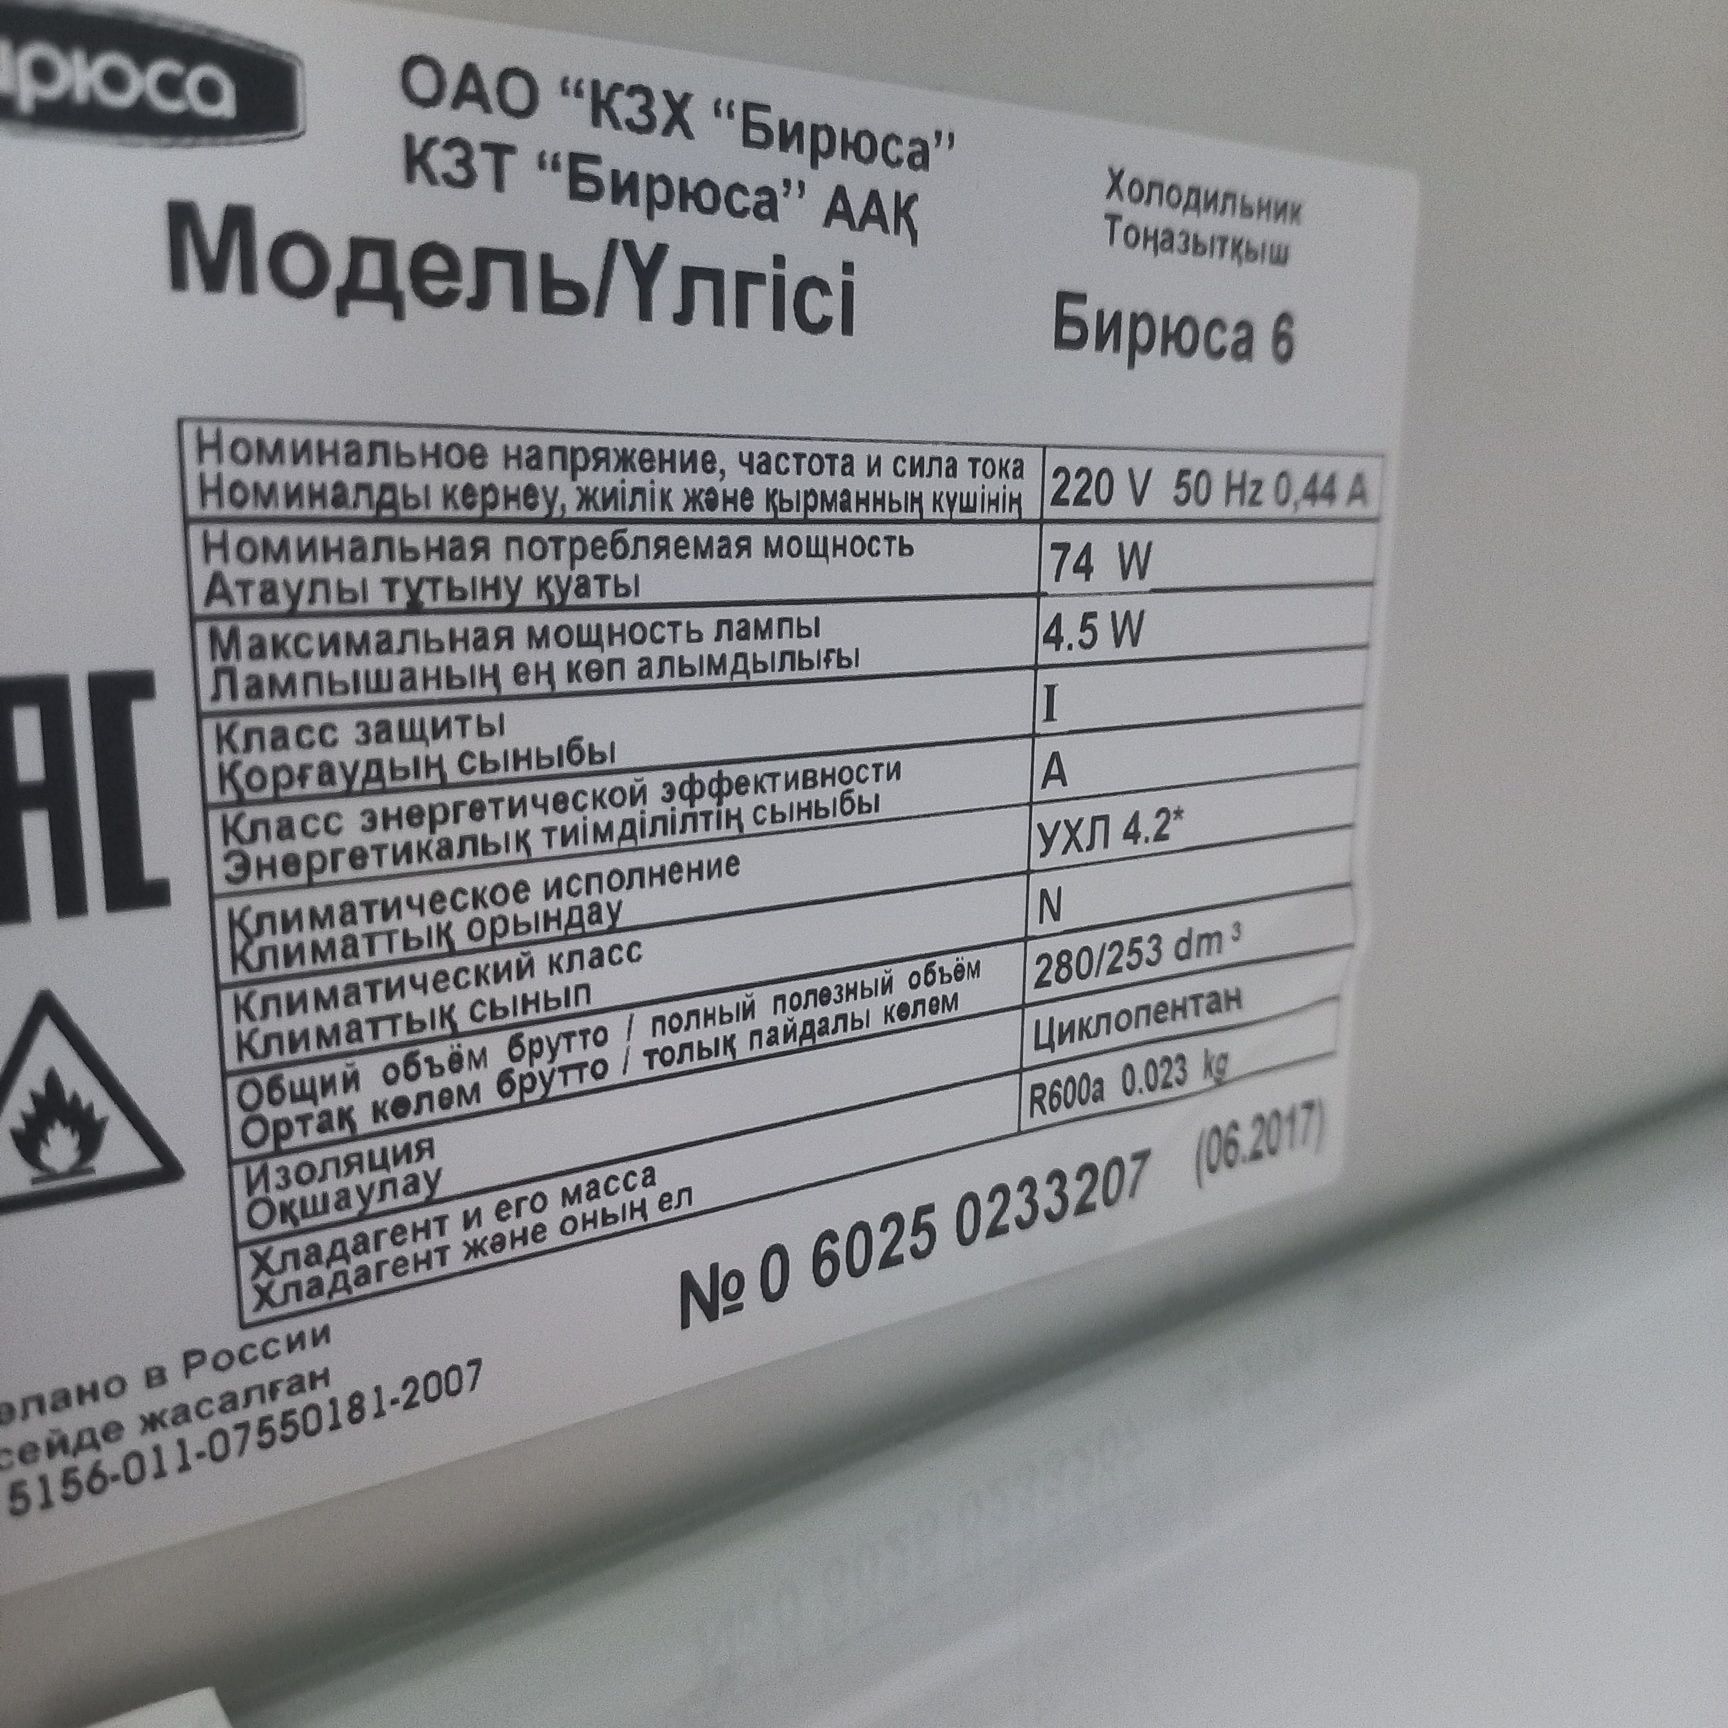 ирюса
ОАО “КЗХ “Бирюса”
КЗТ “Бирюса” ААҚ
Холодильник
Тоңазытқыш
Модель/Үлгісі
Бирюса 6
Номинальное напряжение, частота и сила тока
Номиналды кернеу, жиілік және қырманның күшінің
220 V 50 Hz 0,44 A
Номинальная потребляемая мощность
Атаулы тұтыну қуаты
74 W
Максимальная мощность лампы
Лампышаның ең көп алымдылығы
4.5 W
Класс защиты
Қорғаудың сыныбы
I
Класс энергетической эффективности
Энергетикалық тиімділілтің сыныбы
A
Климатическое исполнение
Климаттық орындау
УХЛ 4.2*
Климатический класс
Климаттық сынып
N
Общий объём брутто / полный полезный объём
Ортақ көлем брутто / толық пайдалы көлем
280/253 dm³
Изоляция
Оқшаулау
Циклопентан
Хладагент и его масса
Хладагент және оның ел
R600a 0.023 kg
№ 0 6025 0233207 (06.2017)
елано в России
сейде жасалған
5156-011-07550181-2007